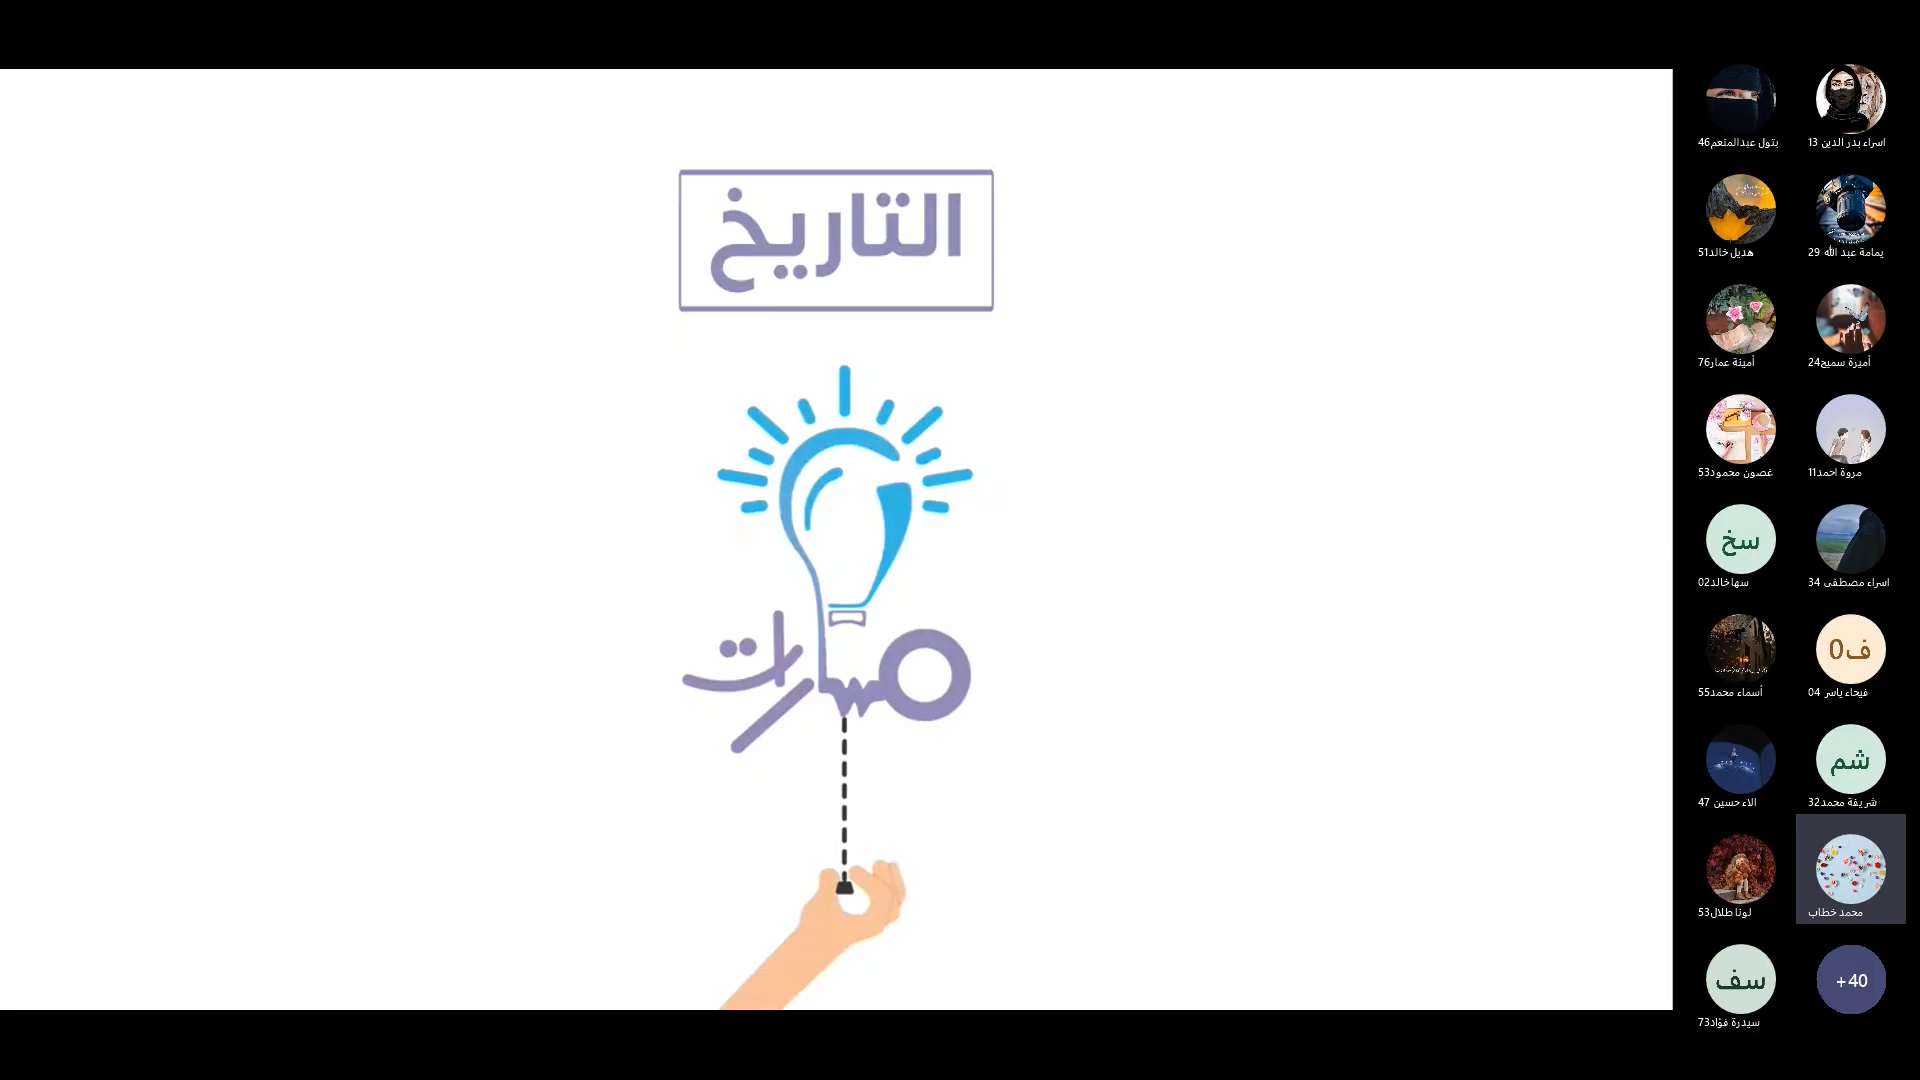 التاريخ
مهارات
بتول عبدالمنعم46
اسراء بدر الدين 13
هديل خالد51
يمامة عبد الله 29
أمينة عمار76
أميرة سميح24
غصون محمود53
مروة احمد11
سخ
سها خالد02
اسراء مصطفى 34
أسماء محمد55
ف0
فيحاء ياسر 04
الاء حسين 47
شم
شريفة محمد32
لونا طلال53
محمد خطاب
سف
سيدرة فؤاد73
+40